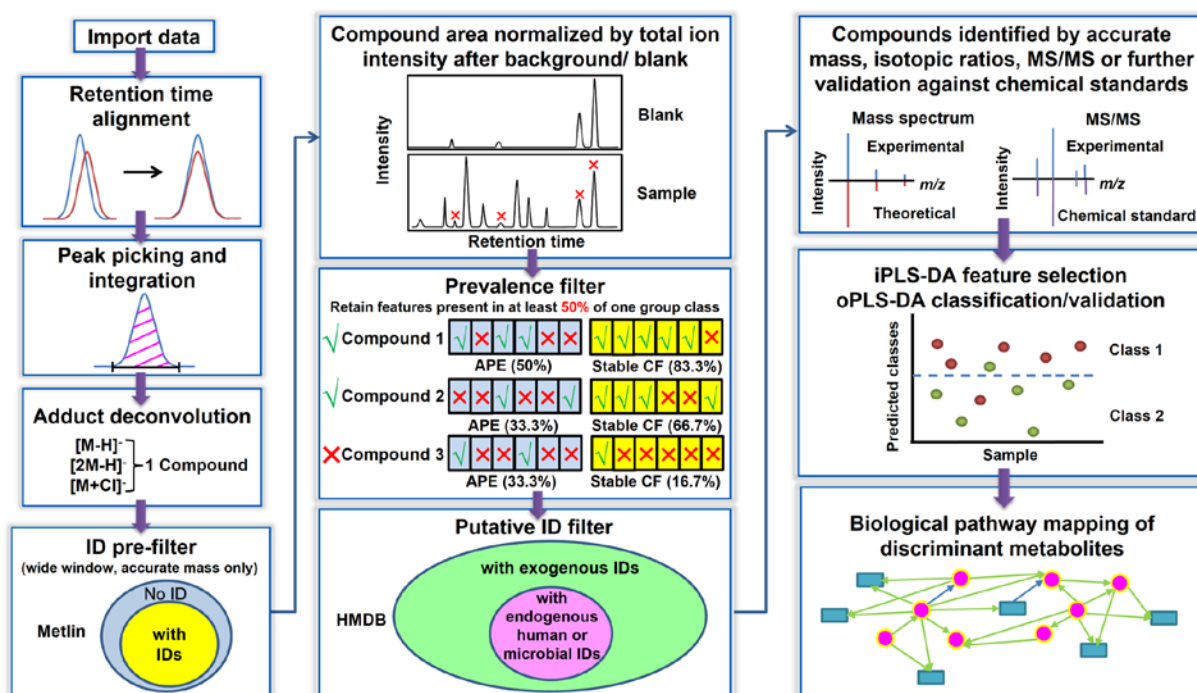 Import data
Retention time
alignment
Peak picking and
integration
Adduct deconvolution
[M-H]-
[2M-H]-
[M+Cl]-
1 Compound
ID pre-filter
(wide window, accurate mass only)
No ID
Metlin
with
IDs
Compound area normalized by total ion
intensity after background/ blank
Blank
Intensity
Sample
Retention time
Prevalence filter
Retain features present in at least 50% of one group class
Compound 1
APE (50%)
Stable CF (83.3%)
Compound 2
APE (33.3%)
Stable CF (66.7%)
Compound 3
APE (33.3%)
Stable CF (16.7%)
Putative ID filter
with exogenous IDs
HMDB
with
endogenous
human or
microbial IDs
Compounds identified by accurate
mass, isotopic ratios, MS/MS or further
validation against chemical standards
Mass spectrum
Experimental
Intensity
m/z
Theoretical
MS/MS
Experimental
Intensity
m/z
Chemical standard
iPLS-DA feature selection
oPLS-DA classification/validation
Predicted classes
Class 1
Class 2
Sample
Biological pathway mapping of
discriminant metabolites